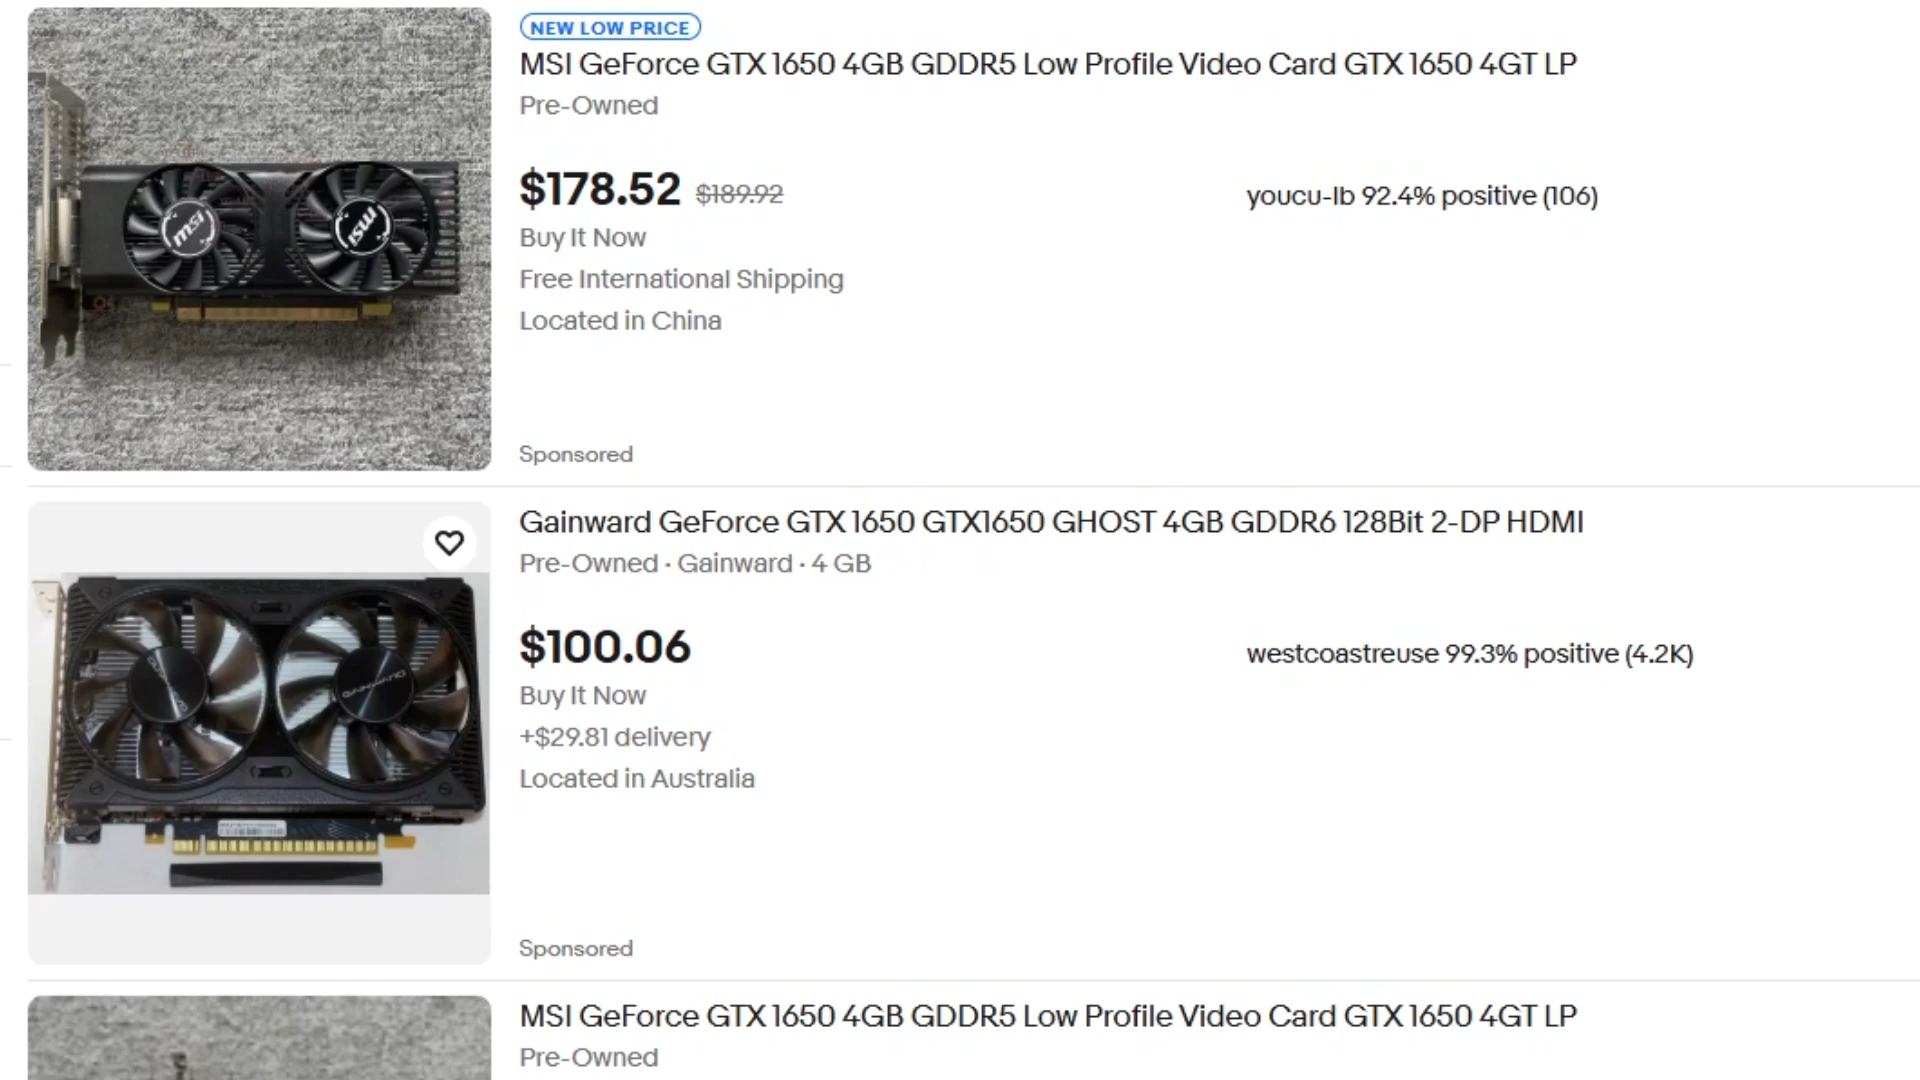 NEW LOW PRICE
MSI GeForce GTX 1650 4GB GDDR5 Low Profile Video Card GTX 1650 4GT LP
Pre-Owned
$178.52 $189.92
youcu-lb 92.4% positive (106)
Buy It Now
Free International Shipping
Located in China
Sponsored
msi
msi
Gainward GeForce GTX 1650 GTX1650 GHOST 4GB GDDR6 128Bit 2-DP HDMI
Pre-Owned · Gainward · 4 GB
$100.06
westcoastreuse 99.3% positive (4.2K)
Buy It Now
+$29.81 delivery
Located in Australia
Sponsored
GAINWARD
GAINWARD
MSI GeForce GTX 1650 4GB GDDR5 Low Profile Video Card GTX 1650 4GT LP
Pre-Owned